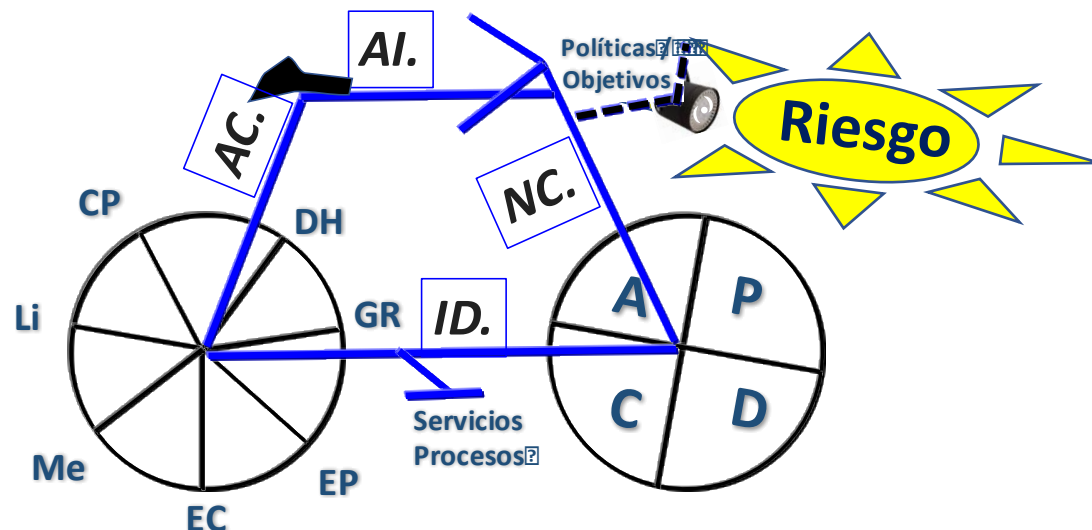 AI.
Políticas/
Objetivos
Riesgo
AC.
NC.
CP
DH
Li
GR
ID.
A
P
C
D
Servicios
Procesos
Me
EP
EC